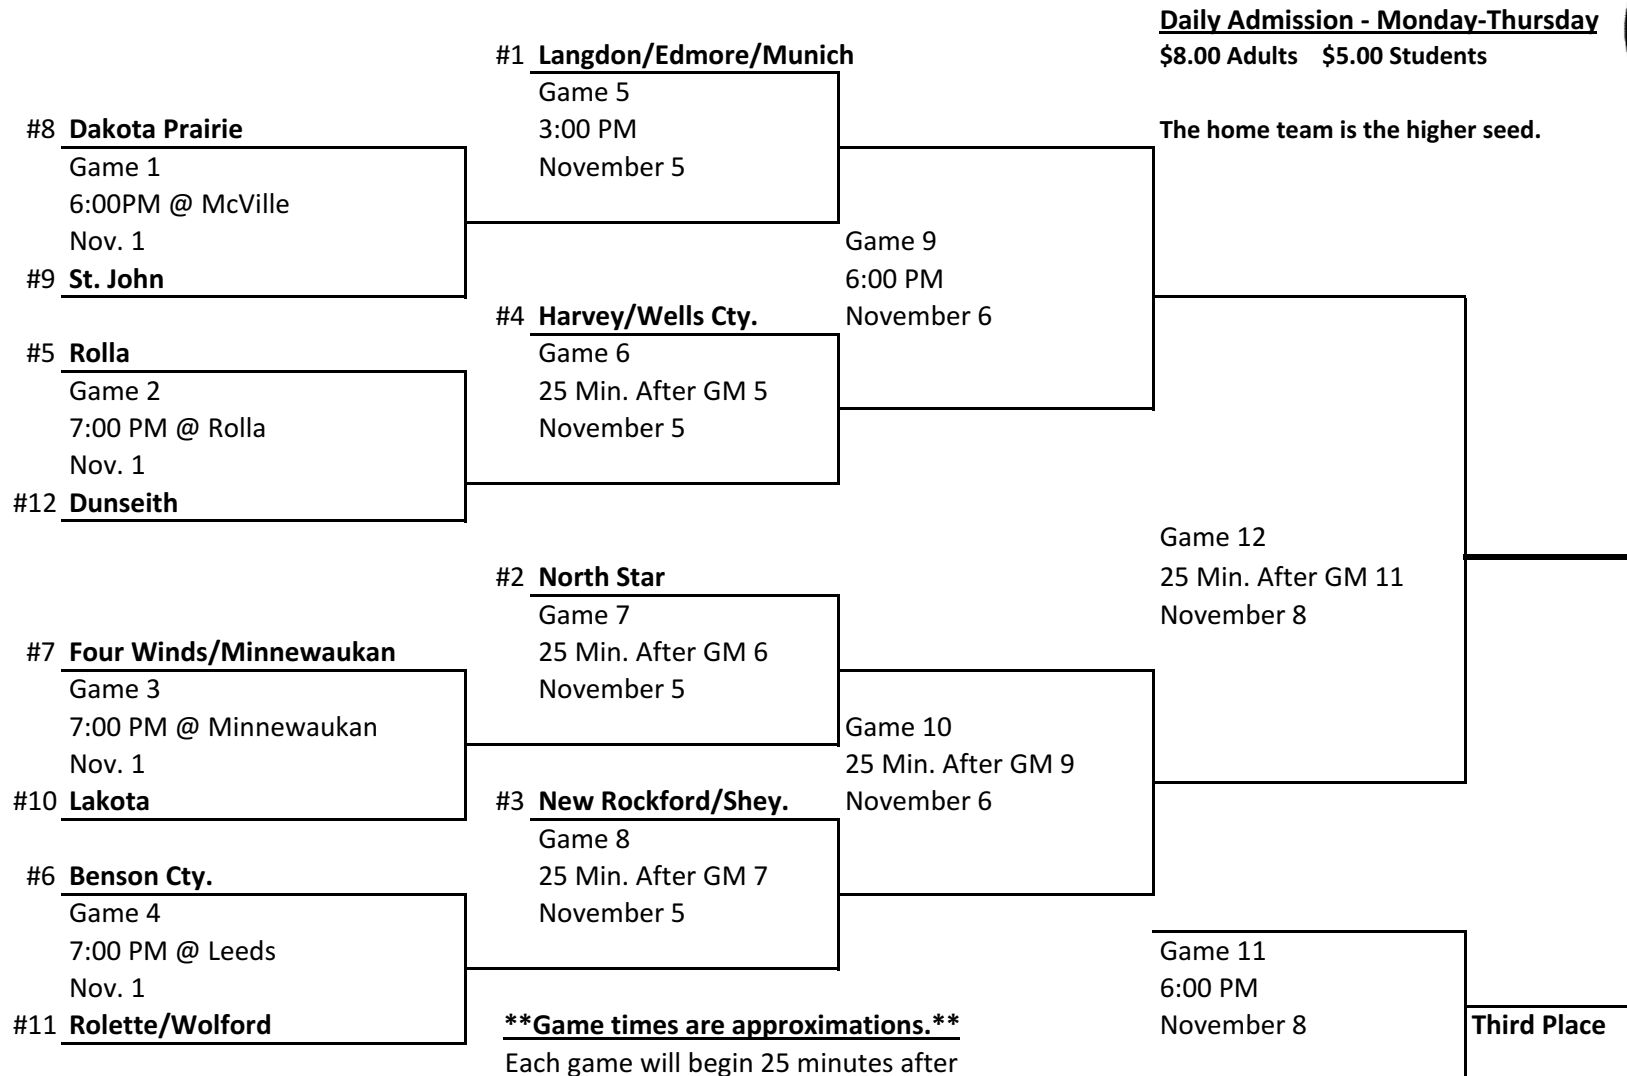 Daily Admission - Monday-Thursday
#1 Langdon/Edmore/Munich
$8.00 Adults $5.00 Students
Game 5
#8 Dakota Prairie
3:00 PM
The home team is the higher seed.
Game 1
November 5
6:00PM @ McVille
Nov. 1
Game 9
#9 St. John
6:00 PM
#4 Harvey/Wells Cty.
November 6
#5 Rolla
Game 6
Game 2
25 Min. After GM 5
7:00 PM @ Rolla
November 5
Nov. 1
#12 Dunseith
Game 12
#2 North Star
25 Min. After GM 11
Game 7
November 8
#7 Four Winds/Minnewaukan
25 Min. After GM 6
Game 3
November 5
7:00 PM @ Minnewaukan
Game 10
Nov. 1
25 Min. After GM 9
#10 Lakota
#3 New Rockford/Shey.
November 6
Game 8
#6 Benson Cty.
25 Min. After GM 7
Game 4
November 5
7:00 PM @ Leeds
Game 11
Nov. 1
6:00 PM
#11 Rolette/Wolford
**Game times are approximations.**
November 8
Third Place
Each game will begin 25 minutes after